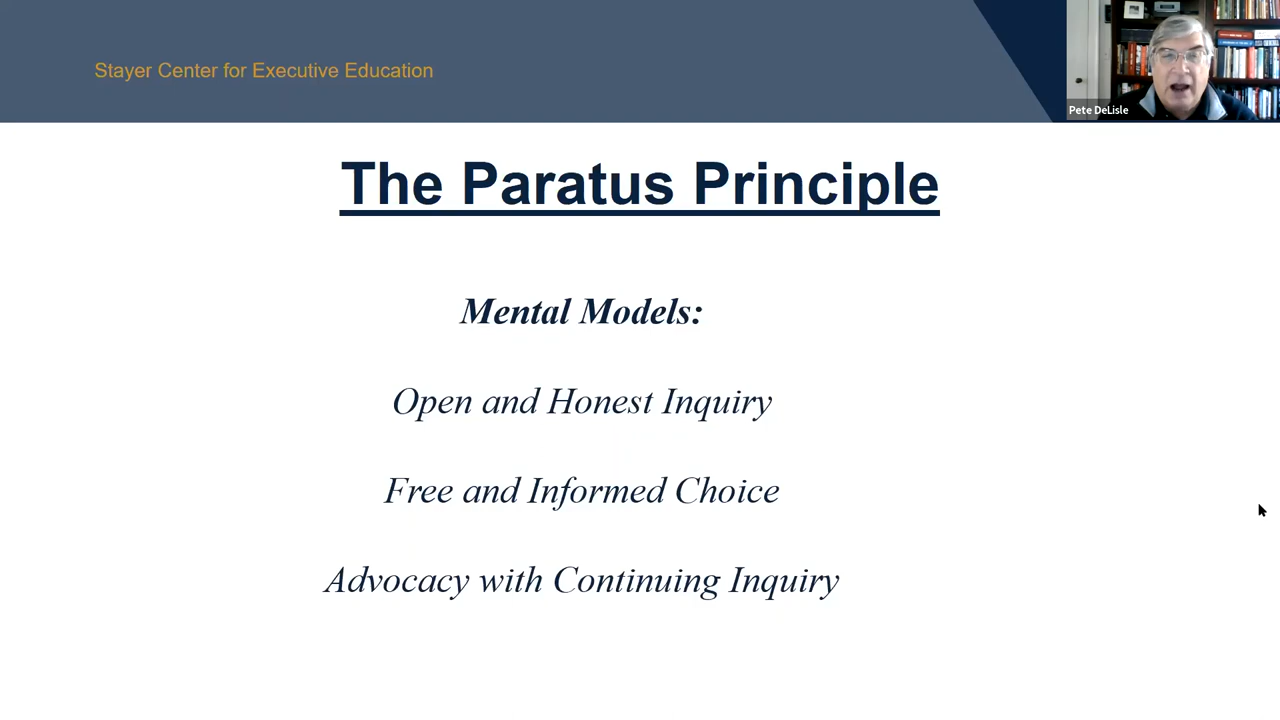 Stayer Center for Executive Education
Pete DeLisle
The Paratus Principle
Mental Models:
Open and Honest Inquiry
Free and Informed Choice
Advocacy with Continuing Inquiry